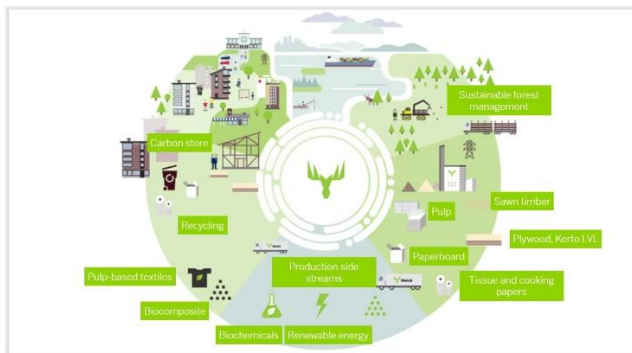 Sustainable forest
management
Carbon store
Sawn timber
Recycling
Pulp
Plywood, Kerto LVL
Paperboard
Production side
streams
Pulp-based textiles
Tissue and cooking
papers
Biocomposite
Biochemicals
Renewable energy